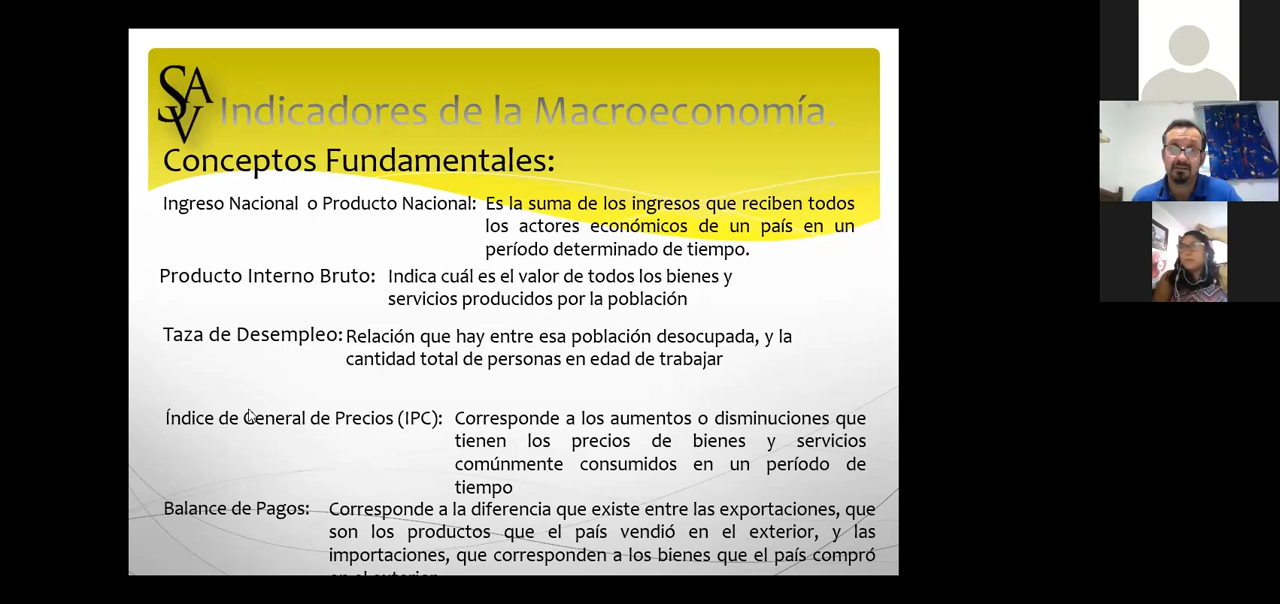 SAV
Indicadores de la Macroeconomía.
Conceptos Fundamentales:
Ingreso Nacional o Producto Nacional: Es la suma de los ingresos que reciben todos
los actores económicos de un país en un
período determinado de tiempo.
Producto Interno Bruto: Indica cuál es el valor de todos los bienes y
servicios producidos por la población
Taza de Desempleo: Relación que hay entre esa población desocupada, y la
cantidad total de personas en edad de trabajar
Índice de General de Precios (IPC): Corresponde a los aumentos o disminuciones que
tienen los precios de bienes y servicios
comúnmente consumidos en un período de
tiempo
Balance de Pagos: Corresponde a la diferencia que existe entre las exportaciones, que
son los productos que el país vendió en el exterior, y las
importaciones, que corresponden a los bienes que el país compró